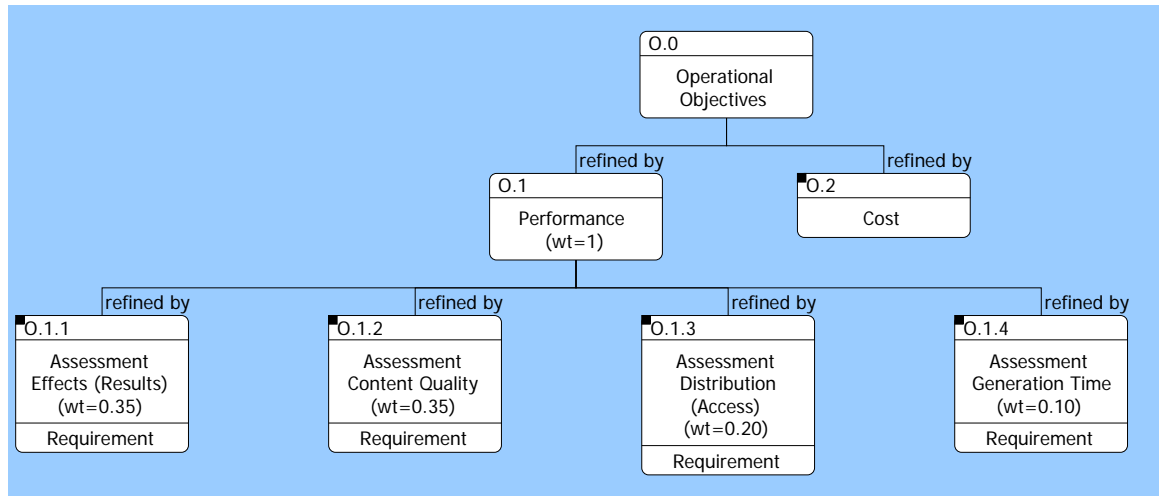 O.0
Operational
Objectives
refined by
refined by
O.1
Performance
(wt=1)
O.2
Cost
refined by
refined by
refined by
refined by
O.1.1
Assessment
Effects (Results)
(wt=0.35)
Requirement
O.1.2
Assessment
Content Quality
(wt=0.35)
Requirement
O.1.3
Assessment
Distribution
(Access)
(wt=0.20)
Requirement
O.1.4
Assessment
Generation Time
(wt=0.10)
Requirement